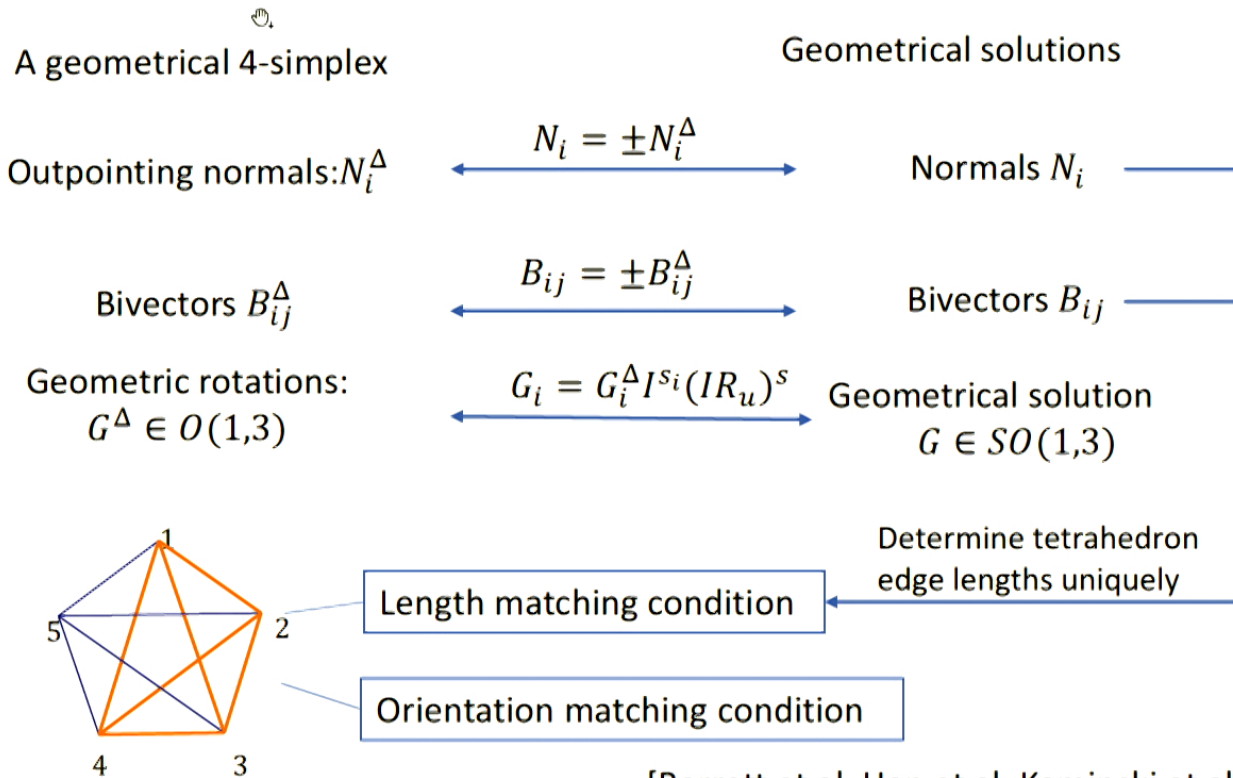 A geometrical 4-simplex
Geometrical solutions
Outpointing normals:N_i^Δ
N_i = ±N_i^Δ
Normals N_i
Bivectors B_ij^Δ
B_ij = ±B_ij^Δ
Bivectors B_ij
Geometric rotations:
G^Δ ∈ O(1,3)
G_i = G_i^Δ I^{s_i}(IR_u)^s
Geometrical solution
G ∈ SO(1,3)
1
5
2
4
3
Length matching condition
Determine tetrahedron
edge lengths uniquely
Orientation matching condition